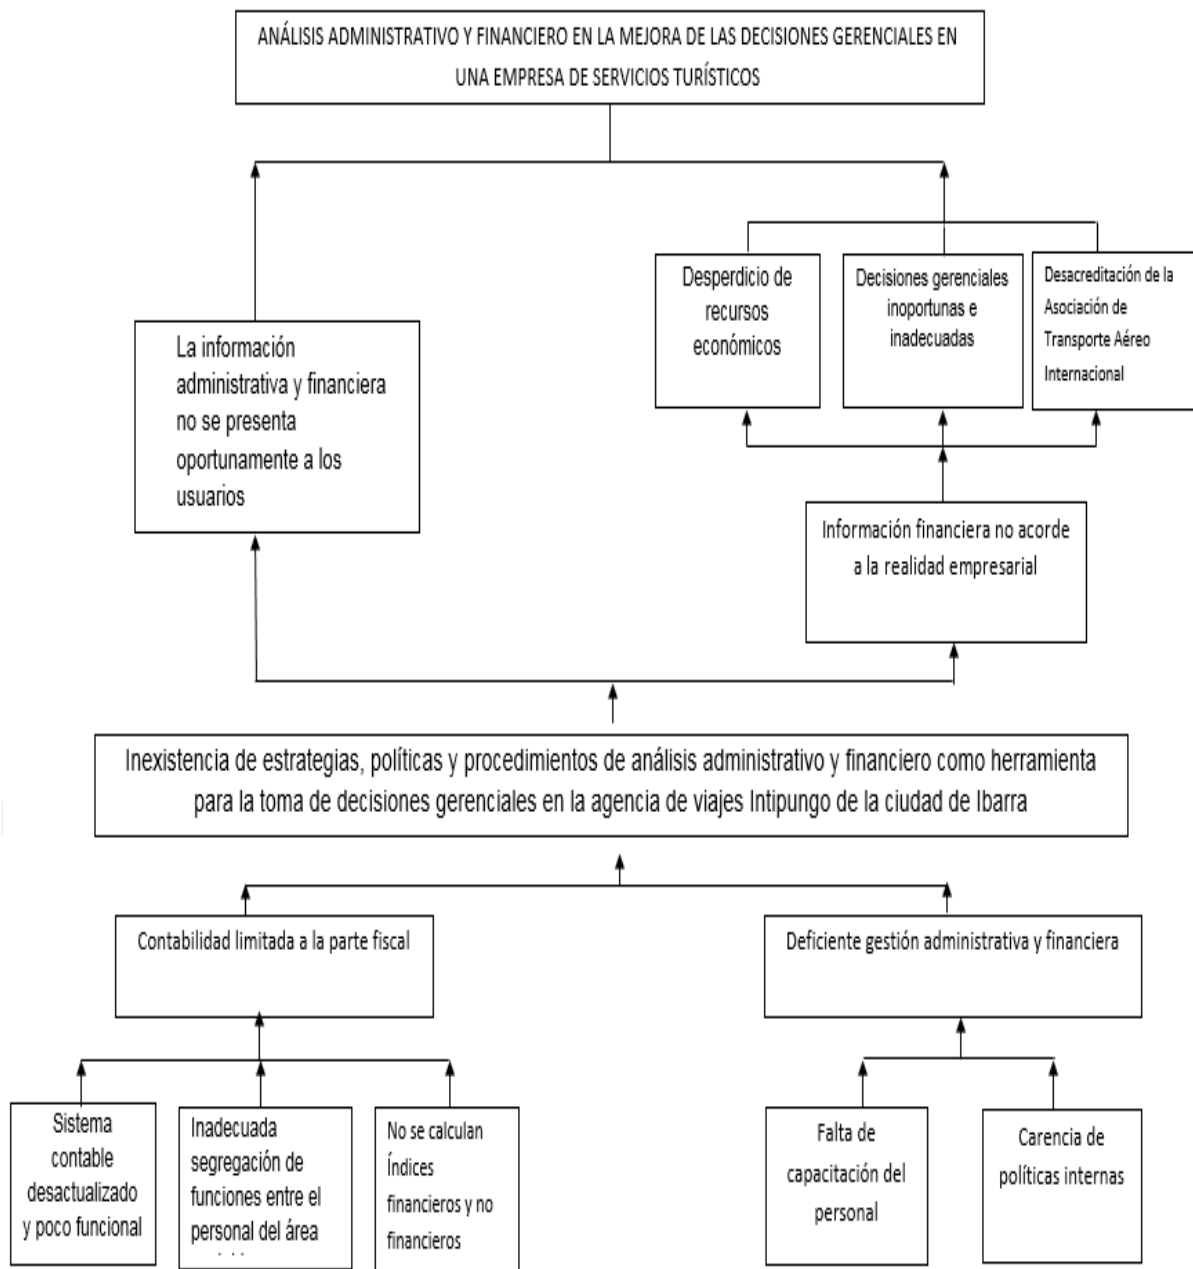 ANÁLISIS ADMINISTRATIVO Y FINANCIERO EN LA MEJORA DE LAS DECISIONES GERENCIALES EN
UNA EMPRESA DE SERVICIOS TURÍSTICOS
Desperdicio de
recursos
económicos
Decisiones gerenciales
inoportunas e
inadecuadas
Desacreditación de la
Asociación de
Transporte Aéreo
Internacional
La información
administrativa y financiera
no se presenta
oportunamente a los
usuarios
Información financiera no acorde
a la realidad empresarial
Inexistencia de estrategias, políticas y procedimientos de análisis administrativo y financiero como herramienta
para la toma de decisiones gerenciales en la agencia de viajes Intipungo de la ciudad de Ibarra
Contabilidad limitada a la parte fiscal
Deficiente gestión administrativa y financiera
Sistema
contable
desactualizado
y poco funcional
Inadecuada
segregación de
funciones entre el
personal del área
No se calculan
Índices
financieros y no
financieros
Falta de
capacitación del
personal
Carencia de
políticas internas